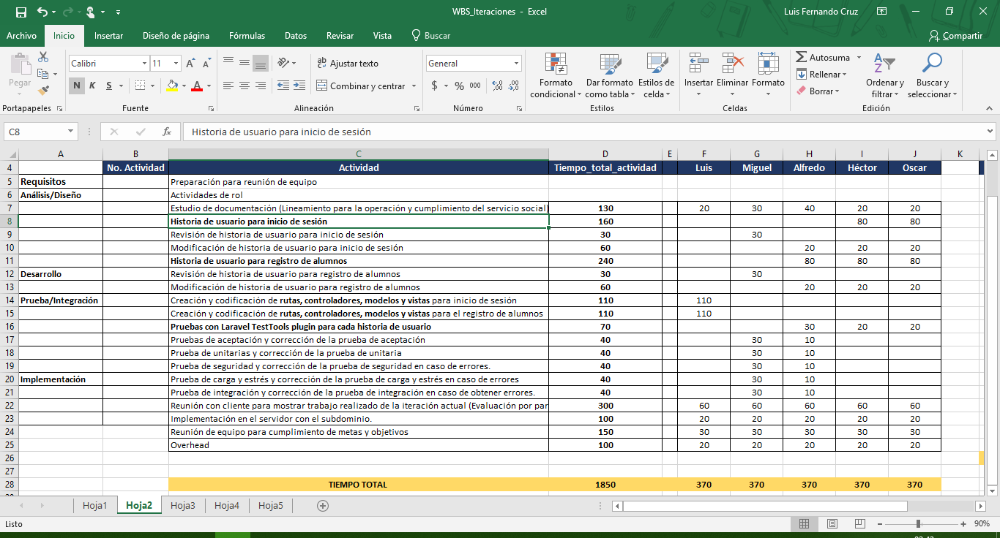 WBS_Iteraciones - Excel
Luis Fernando Cruz
Archivo Inicio Insertar Diseño de página Fórmulas Datos Revisar Vista Buscar Compartir
Pegar
Calibri 11
N K S
Ajustar texto
Combinar y centrar
General
$ % 000
Formato condicional
Dar formato como tabla
Estilos de celda
Insertar Eliminar Formato
Autosuma
Rellenar
Borrar
Ordenar y filtrar
Buscar y seleccionar
Portapapeles Fuente Alineación Número Estilos Celdas Edición
C8 fx Historia de usuario para inicio de sesión
A B C D E F G H I J K
4 No. Actividad Actividad Tiempo_total_actividad Luis Miguel Alfredo Héctor Oscar
5 Requisitos Preparación para reunión de equipo
6 Análisis/Diseño Actividades de rol
7 Estudio de documentación (Lineamiento para la operación y cumplimiento del servicio social) 130 20 30 40 20 20
8 Historia de usuario para inicio de sesión 160 80 80
9 Revisión de historia de usuario para inicio de sesión 30 30
10 Modificación de historia de usuario para inicio de sesión 60 20 20 20
11 Historia de usuario para registro de alumnos 240 80 80 80
12 Desarrollo Revisión de historia de usuario para registro de alumnos 30 30
13 Modificación de historia de usuario para registro de alumnos 60 20 20 20
14 Prueba/Integración Creación y codificación de rutas, controladores, modelos y vistas para inicio de sesión 110 110
15 Creación y codificación de rutas, controladores, modelos y vistas para el registro de alumnos 110 110
16 Pruebas con Laravel TestTools plugin para cada historia de usuario 70 30 20 20
17 Pruebas de aceptación y corrección de la prueba de aceptación 40 30 10
18 Prueba de unitarias y corrección de la prueba de unitaria 40 30 10
19 Prueba de seguridad y corrección de la prueba de seguridad en caso de errores. 40 30 10
20 Implementación Prueba de carga y estrés y corrección de la prueba de carga y estrés en caso de errores 40 30 10
21 Prueba de integración y corrección de la prueba de integración en caso de obtener errores. 40 30 10
22 Reunión con cliente para mostrar trabajo realizado de la iteración actual (Evaluación por par 300 60 60 60 60 60
23 Implementación en el servidor con el subdominio. 100 20 20 20 20 20
24 Reunión de equipo para cumplimiento de metas y objetivos 150 30 30 30 30 30
25 Overhead 100 20 20 20 20 20
26
27
28 TIEMPO TOTAL 1850 370 370 370 370 370
Hoja1 Hoja2 Hoja3 Hoja4 Hoja5
Listo 90%